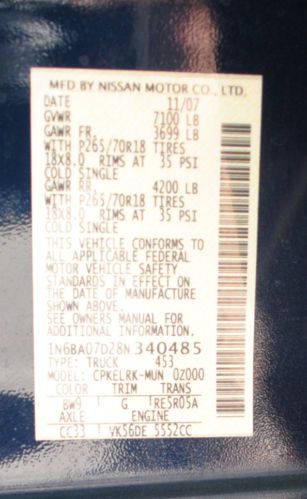 MFD BY NISSAN MOTOR CO., LTD.
DATE 11/07
GVWR 7100 LB
GAWR FR. 3699 LB
WITH P265/70R18 TIRES
18X8.0 RIMS AT 35 PSI
COLD SINGLE
GAWR RR. 4200 LB
WITH P265/70R18 TIRES
18X8.0 RIMS AT 35 PSI
COLD SINGLE
THIS VEHICLE CONFORMS TO
ALL APPLICABLE FEDERAL
MOTOR VEHICLE SAFETY
STANDARDS IN EFFECT ON
THE DATE OF MANUFACTURE
SHOWN ABOVE.
SEE OWNERS MANUAL FOR
ADDITIONAL INFORMATION.
1N6BA07D28N340485
TYPE: TRUCK 453
MODEL: CPKELRK-MUN 0Z000
COLOR TRIM TRANS
BW9 G RE5R05A
AXLE ENGINE
CC33 VK56DE 5552CC